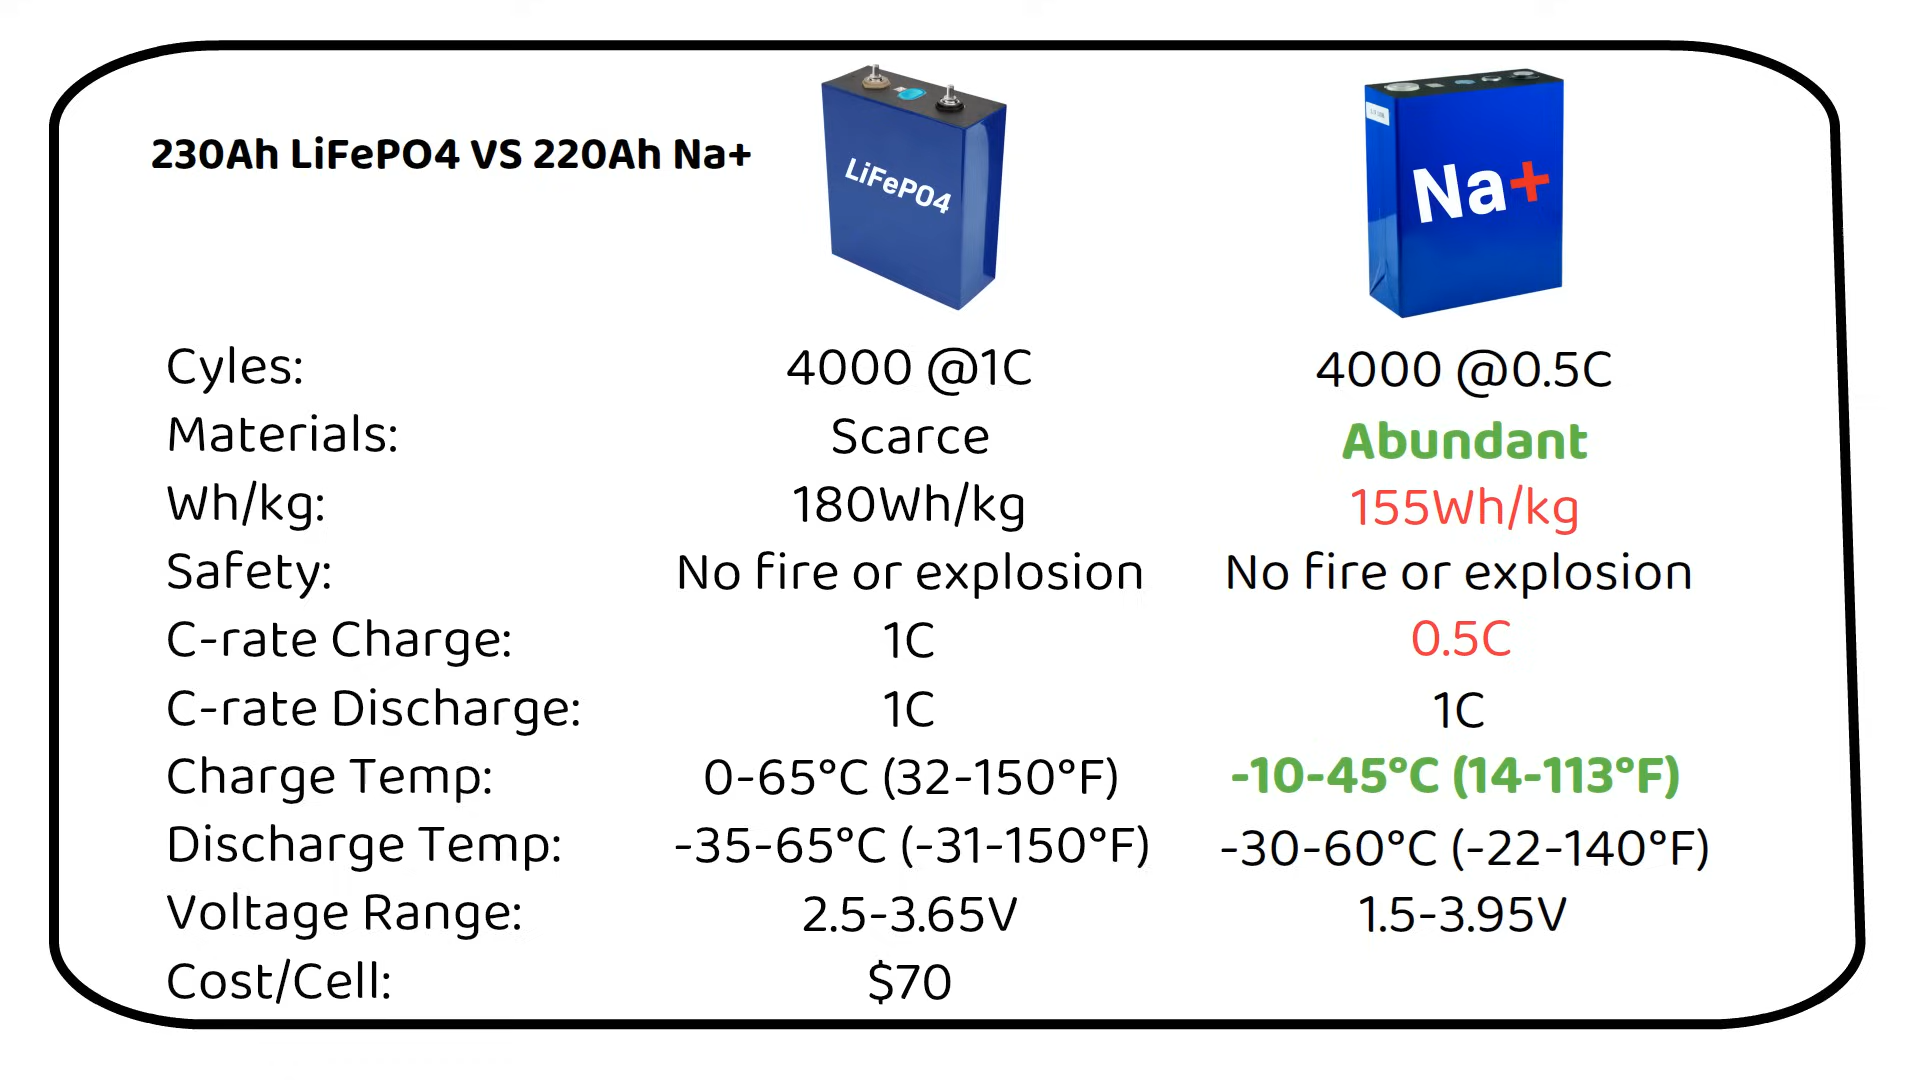 230Ah LiFePO4 VS 220Ah Na+
LiFePO4
Na+
Cyles: 4000 @1C 4000 @0.5C
Materials: Scarce Abundant
Wh/kg: 180Wh/kg 155Wh/kg
Safety: No fire or explosion No fire or explosion
C-rate Charge: 1C 0.5C
C-rate Discharge: 1C 1C
Charge Temp: 0-65°C (32-150°F) -10-45°C (14-113°F)
Discharge Temp: -35-65°C (-31-150°F) -30-60°C (-22-140°F)
Voltage Range: 2.5-3.65V 1.5-3.95V
Cost/Cell: $70